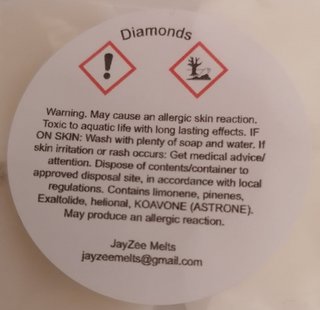 Diamonds
Warning. May cause an allergic skin reaction.
Toxic to aquatic life with long lasting effects. IF
ON SKIN: Wash with plenty of soap and water. If
skin irritation or rash occurs: Get medical advice/
attention. Dispose of contents/container to
approved disposal site, in accordance with local
regulations. Contains limonene, pinenes,
Exaltolide, helional, KOAVONE (ASTRONE).
May produce an allergic reaction.
JayZee Melts
jayzeemelts@gmail.com